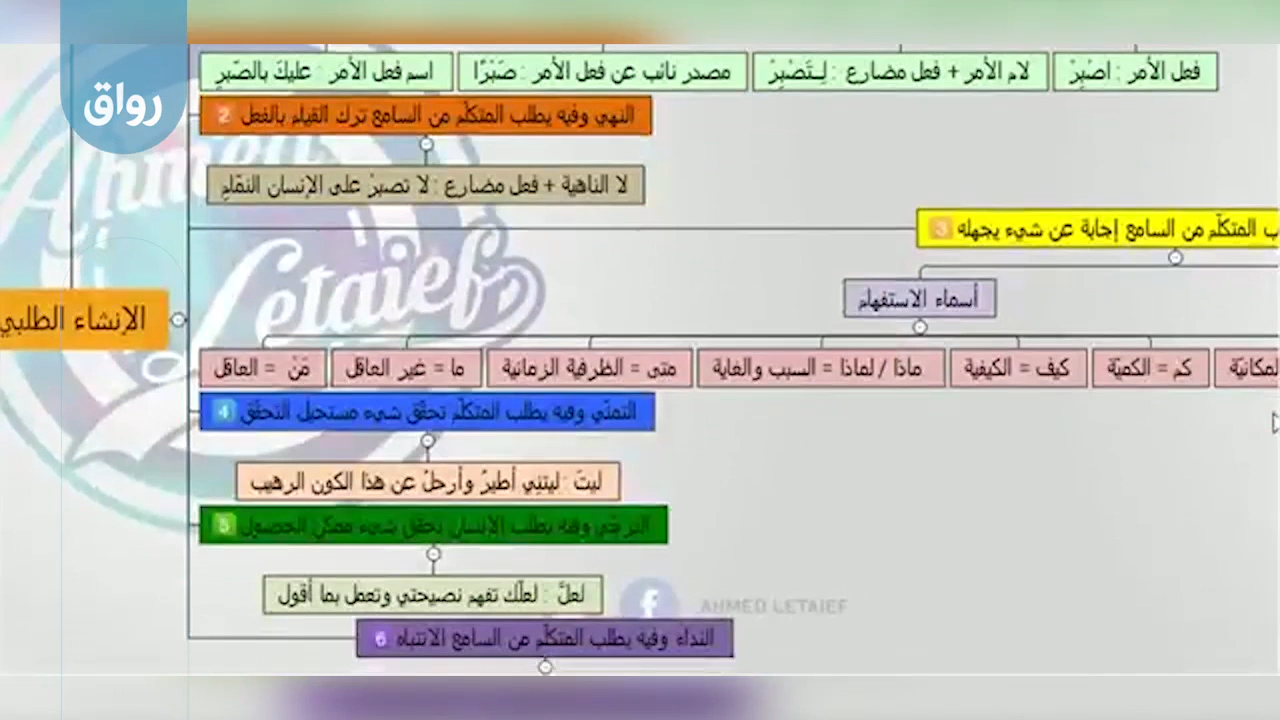 رواق
فعل الأمر : اصْبِرْ
لام الأمر + فعل مضارع : لِـتَصْبِرْ
مصدر نائب عن فعل الأمر : صَبْرًا
اسم فعل الأمر : عليكَ بالصّبرِ
2 النهي وفيه يطلب المتكلّم من السامع ترك القيام بالفعل
لا الناهية + فعل مضارع : لا تصبرْ على الإنسان النمّامِ
3 المتكلّم من السامع إجابة عن شيء يجهله
الإنشاء الطلبي
أسماء الاستفهام
كم = الكميّة
كيف = الكيفية
ماذا / لماذا = السبب والغاية
متى = الظرفية الزمانية
ما = غير العاقل
مَنْ = العاقل
4 التمنّي وفيه يطلب المتكلّم تحقّق شيء مستحيل التحقّق
ليتَ : ليتنِي أطيرُ وأرحلُ عن هذا الكون الرهيب
5 الترجّي وفيه يطلب الإنسان تحقّق شيء ممكن الحصول
لعلَّ : لعلّك تفهم نصيحتي وتعمل بما أقول
6 النداء وفيه يطلب المتكلّم من السامع الانتباه
Ahmed
Letaief
f AHMED LETAIEF